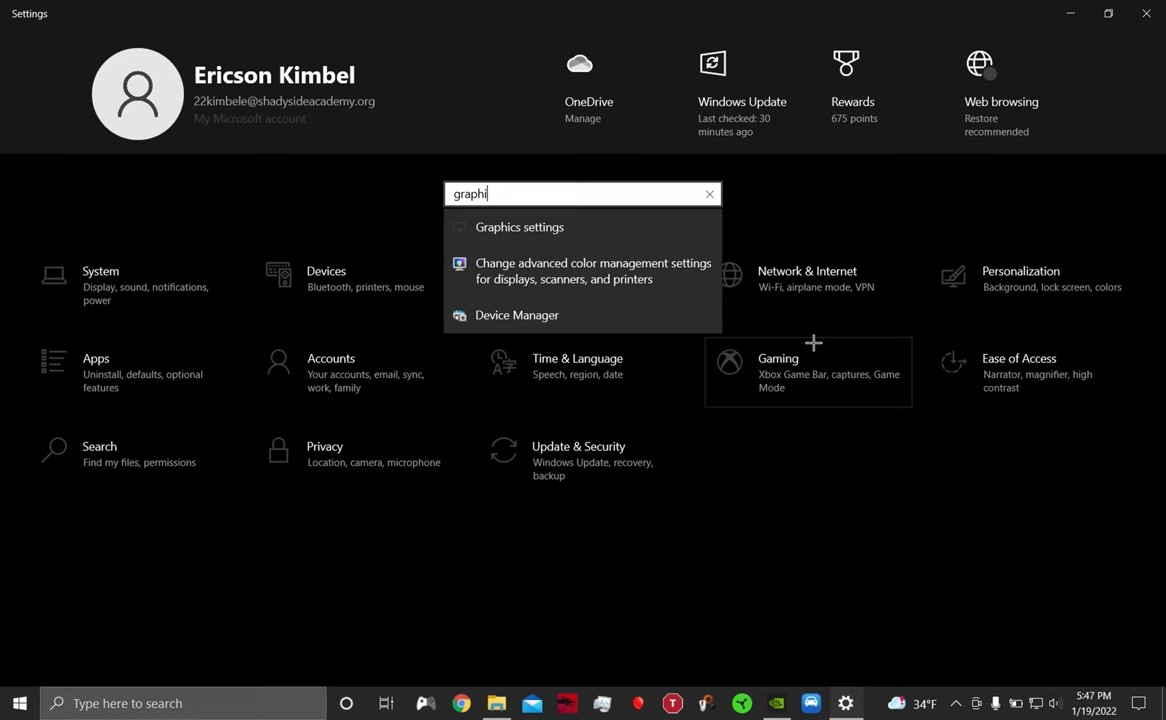 Settings
Ericson Kimbel
22kimbele@shadysideacademy.org
My Microsoft account
OneDrive
Manage
Windows Update
Last checked: 30
minutes ago
Rewards
675 points
Web browsing
Restore
recommended
graphi
Graphics settings
Change advanced color management settings
for displays, scanners, and printers
Device Manager
System
Display, sound, notifications,
power
Devices
Bluetooth, printers, mouse
Network & Internet
Wi-Fi, airplane mode, VPN
Personalization
Background, lock screen, colors
Apps
Uninstall, defaults, optional
features
Accounts
Your accounts, email, sync,
work, family
Time & Language
Speech, region, date
Gaming
Xbox Game Bar, captures, Game
Mode
Ease of Access
Narrator, magnifier, high
contrast
Search
Find my files, permissions
Privacy
Location, camera, microphone
Update & Security
Windows Update, recovery,
backup
Type here to search
T
34°F
5:47 PM
1/19/2022